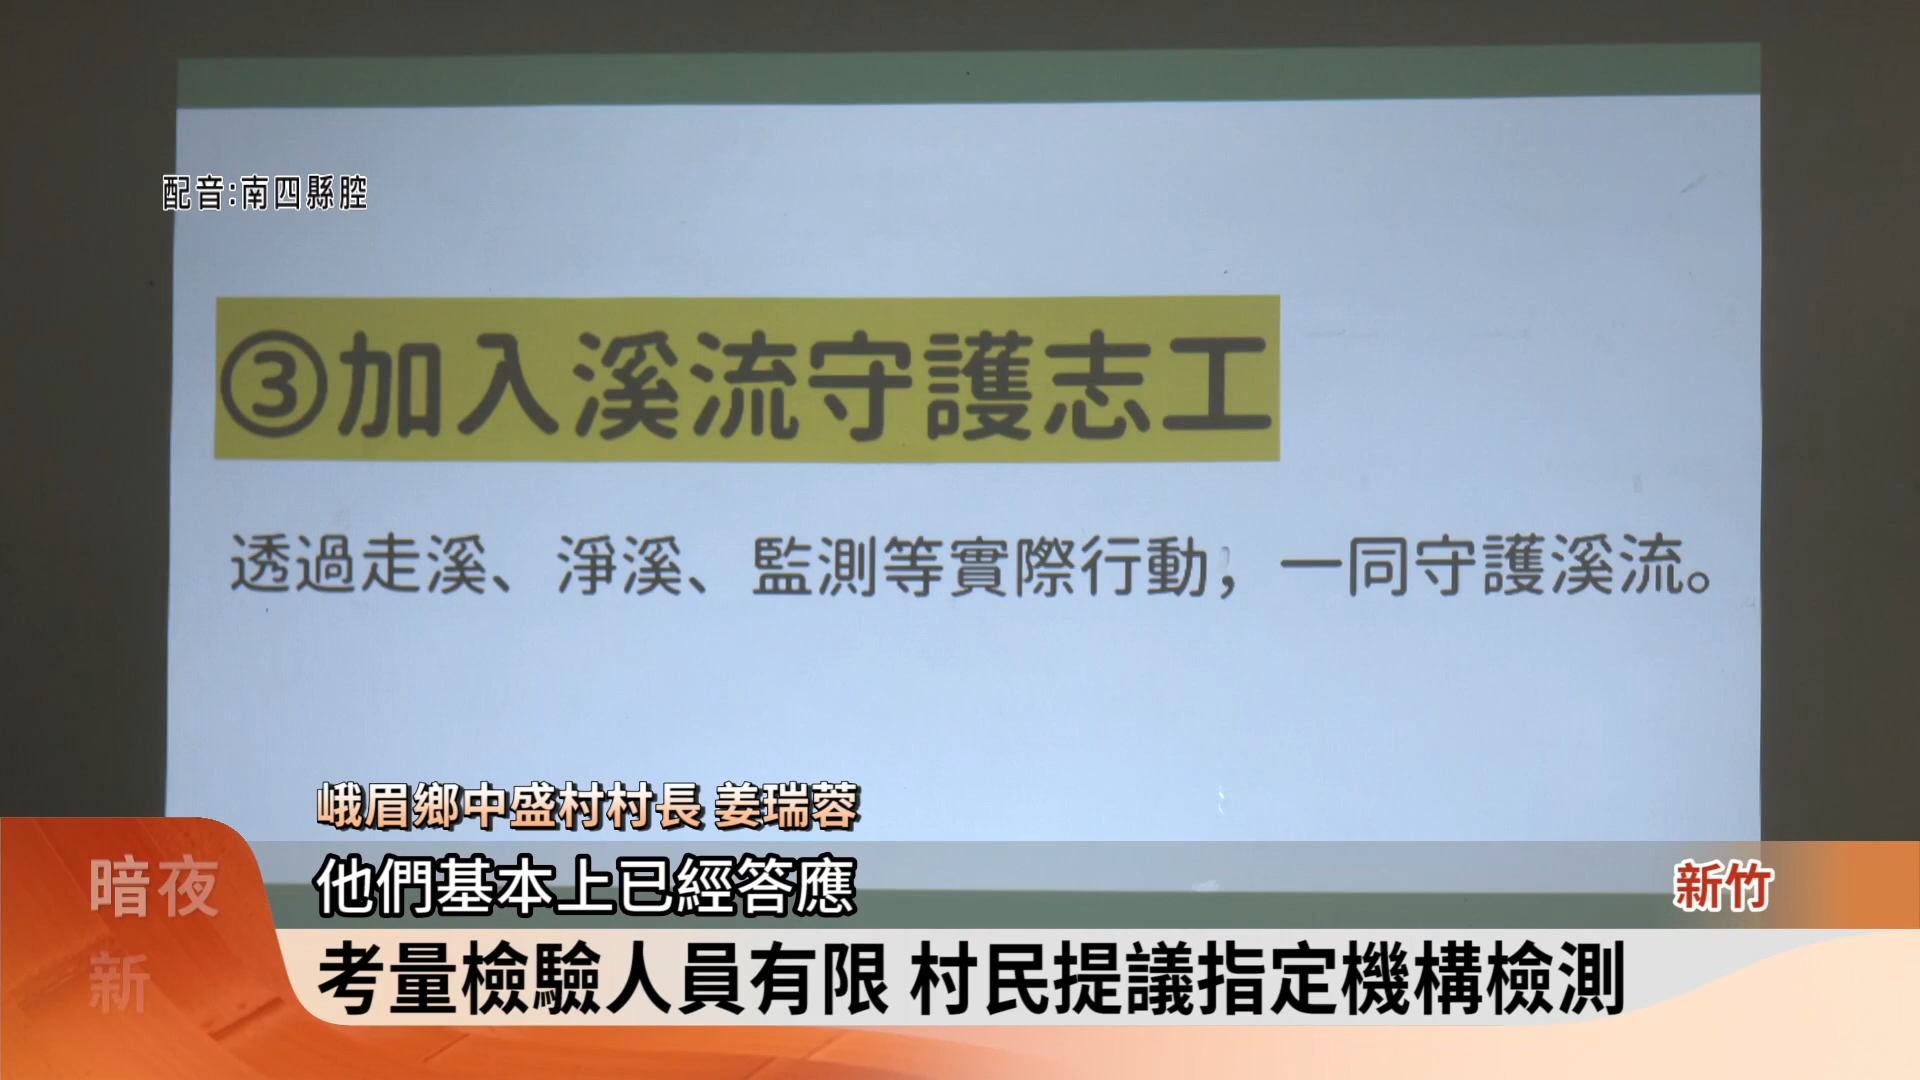 配音:南四縣腔
③加入溪流守護志工
透過走溪、淨溪、監測等實際行動，一同守護溪流。
峨眉鄉中盛村村長 姜瑞蓉
他們基本上已經答應
新竹
暗夜
新
考量檢驗人員有限 村民提議指定機構檢測